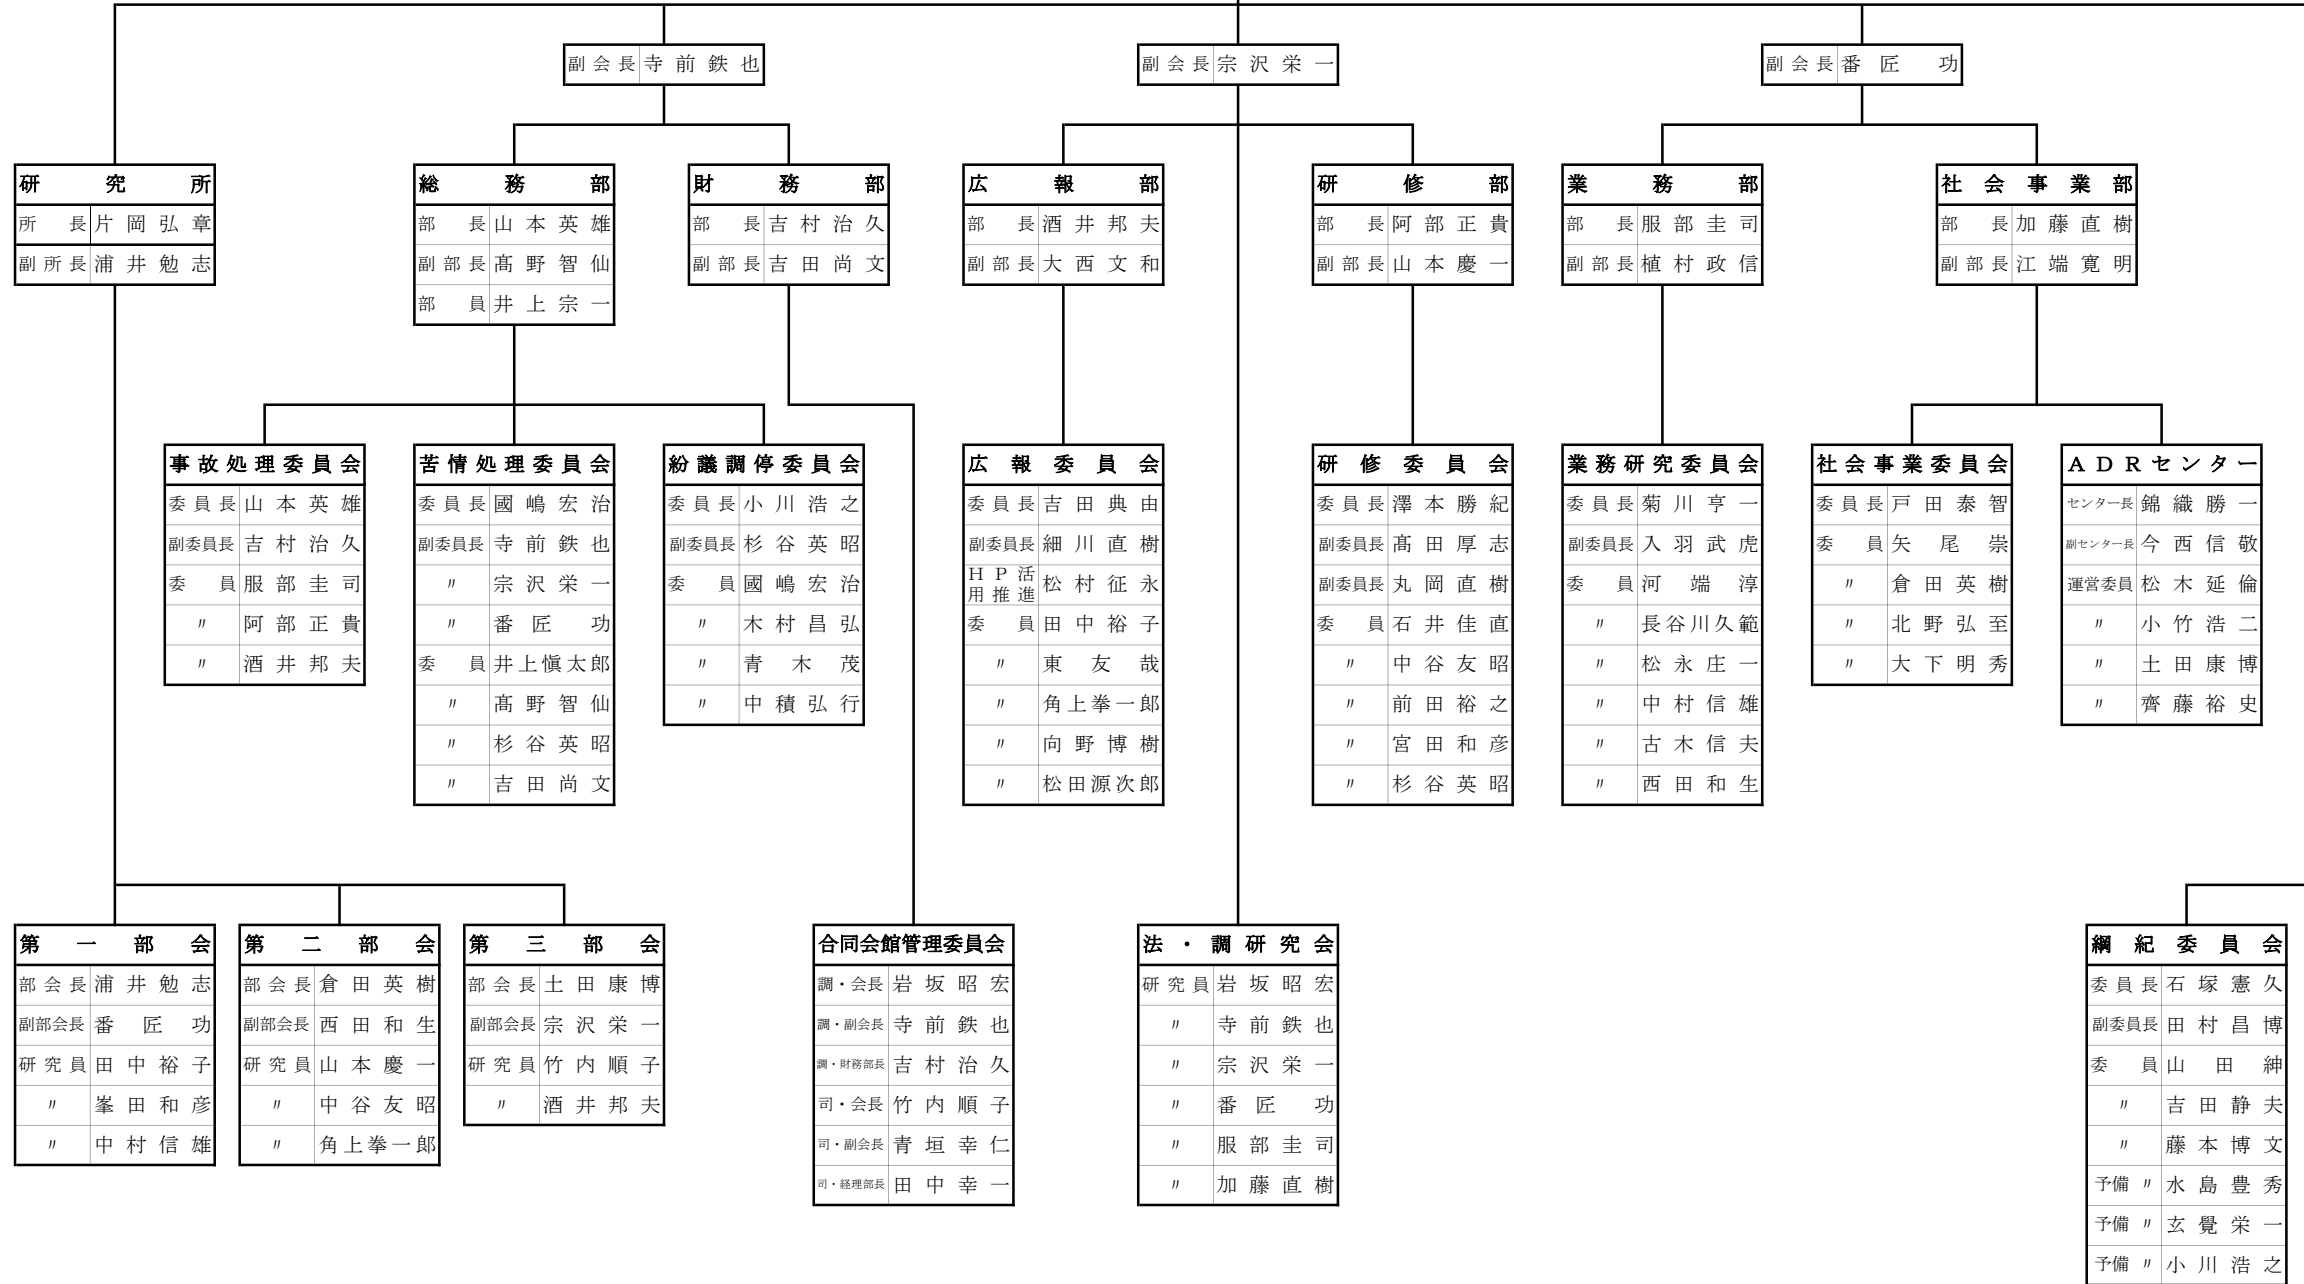 副会長 寺前鉄也
副会長 宗沢栄一
副会長 番匠 功
研究所
所長 片岡弘章
副所長 浦井勉志
総務部
部長 山本英雄
副部長 髙野智仙
部員 井上宗一
財務部
部長 吉村治久
副部長 吉田尚文
広報部
部長 酒井邦夫
副部長 大西文和
研修部
部長 阿部正貴
副部長 山本慶一
業務部
部長 服部圭司
副部長 植村政信
社会事業部
部長 加藤直樹
副部長 江端寛明
事故処理委員会
委員長 山本英雄
副委員長 吉村治久
委員 服部圭司
〃 阿部正貴
〃 酒井邦夫
苦情処理委員会
委員長 國嶋宏治
副委員長 寺前鉄也
〃 宗沢栄一
〃 番匠 功
委員 井上愼太郎
〃 髙野智仙
〃 杉谷英昭
〃 吉田尚文
紛議調停委員会
委員長 小川浩之
副委員長 杉谷英昭
委員 國嶋宏治
〃 木村昌弘
〃 青木茂
〃 中積弘行
広報委員会
委員長 吉田典由
副委員長 細川直樹
HP活
用推進 松村征永
委員 田中裕子
〃 東友哉
〃 角上拳一郎
〃 向野博樹
〃 松田源次郎
研修委員会
委員長 澤本勝紀
副委員長 髙田厚志
副委員長 丸岡直樹
委員 石井佳直
〃 中谷友昭
〃 前田裕之
〃 宮田和彦
〃 杉谷英昭
業務研究委員会
委員長 菊川亨一
副委員長 入羽武虎
委員 河端淳
〃 長谷川久範
〃 松永庄一
〃 中村信雄
〃 古木信夫
〃 西田和生
社会事業委員会
委員長 戸田泰智
委員 矢尾崇
〃 倉田英樹
〃 北野弘至
〃 大下明秀
ADRセンター
センター長 錦織勝一
副センター長 今西信敬
運営委員 松木延倫
〃 小竹浩二
〃 土田康博
〃 齊藤裕史
第一部会
部会長 浦井勉志
副部会長 番匠功
研究員 田中裕子
〃 峯田和彦
〃 中村信雄
第二部会
部会長 倉田英樹
副部会長 西田和生
研究員 山本慶一
〃 中谷友昭
〃 角上拳一郎
第三部会
部会長 土田康博
副部会長 宗沢栄一
研究員 竹内順子
〃 酒井邦夫
合同会館管理委員会
調・会長 岩坂昭宏
調・副会長 寺前鉄也
調・財務部長 吉村治久
司・会長 竹内順子
司・副会長 青垣幸仁
司・経理部長 田中幸一
法・調研究会
研究員 岩坂昭宏
〃 寺前鉄也
〃 宗沢栄一
〃 番匠 功
〃 服部圭司
〃 加藤直樹
綱紀委員会
委員長 石塚憲久
副委員長 田村昌博
委員 山田紳
〃 吉田静夫
〃 藤本博文
予備 〃 水島豊秀
予備 〃 玄覺栄一
予備 〃 小川浩之